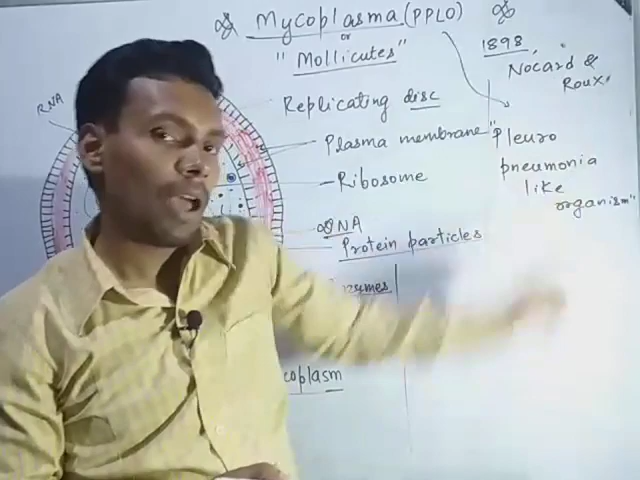 Mycoplasma (PPLO)
or
"Mollicutes"
1898,
Nocard &
Roux,
RNA
Replicating disc
Plasma membrane
Ribosome
DNA
Protein particles
"Pleuro
pneumonia
like
organism"